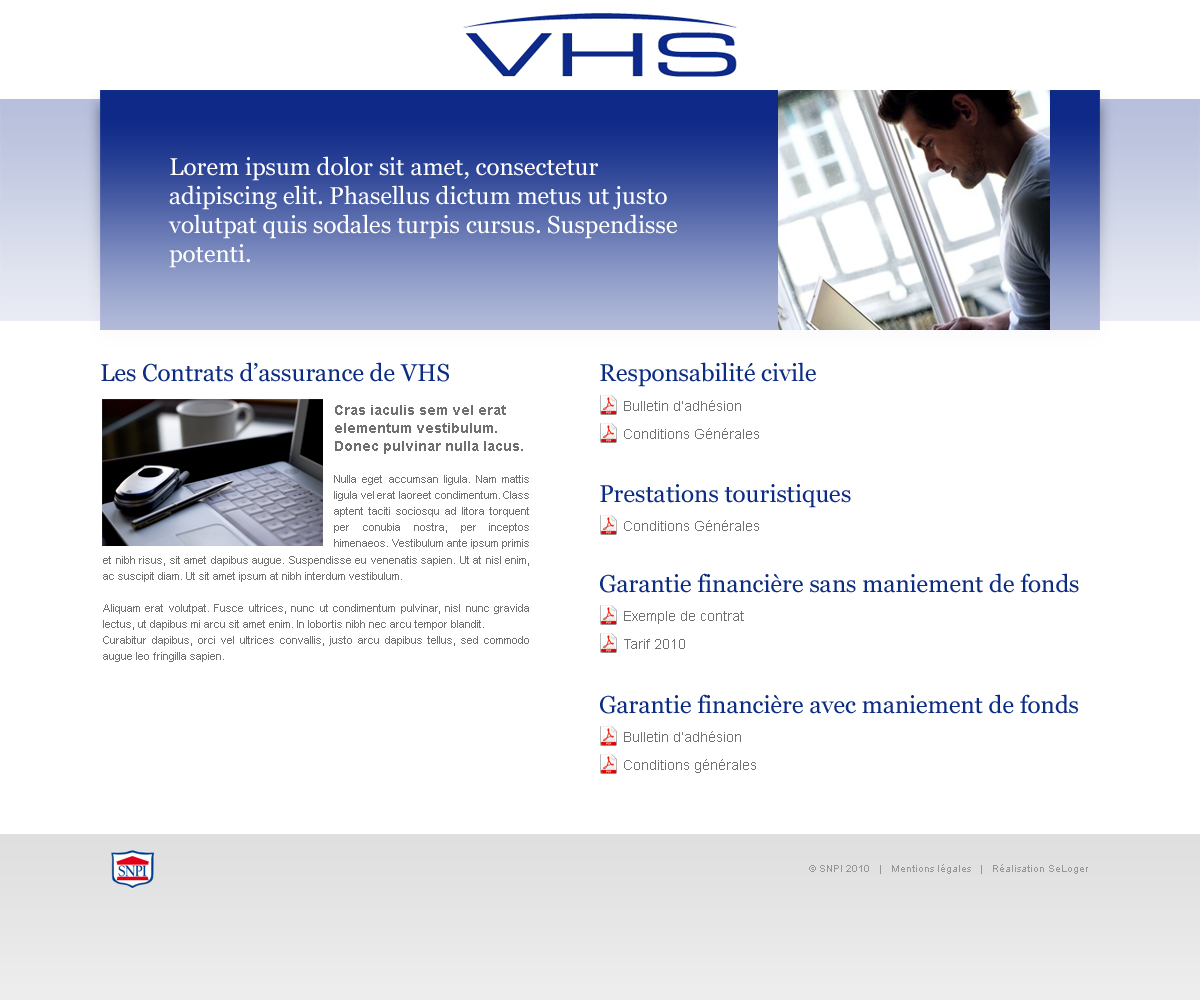 VHS
Lorem ipsum dolor sit amet, consectetur
adipiscing elit. Phasellus dictum metus ut justo
volutpat quis sodales turpis cursus. Suspendisse
potenti.
Les Contrats d’assurance de VHS
Cras iaculis sem vel erat
elementum vestibulum.
Donec pulvinar nulla lacus.
Nulla eget accumsan ligula. Nam mattis
ligula vel erat laoreet condimentum. Class
aptent taciti sociosqu ad litora torquent
per conubia nostra, per inceptos
himenaeos. Vestibulum ante ipsum primis
et nibh risus, sit amet dapibus augue. Suspendisse eu venenatis sapien. Ut at nisl enim,
ac suscipit diam. Ut sit amet ipsum at nibh interdum vestibulum.
Aliquam erat volutpat. Fusce ultrices, nunc ut condimentum pulvinar, nisl nunc gravida
lectus, ut dapibus mi arcu sit amet enim. In lobortis nibh nec arcu tempor blandit.
Curabitur dapibus, orci vel ultrices convallis, justo arcu dapibus tellus, sed commodo
augue leo fringilla sapien.
Responsabilité civile
Bulletin d'adhésion
Conditions Générales
Prestations touristiques
Conditions Générales
Garantie financière sans maniement de fonds
Exemple de contrat
Tarif 2010
Garantie financière avec maniement de fonds
Bulletin d'adhésion
Conditions générales
SNPI
© SNPI 2010 | Mentions légales | Réalisation SeLoger